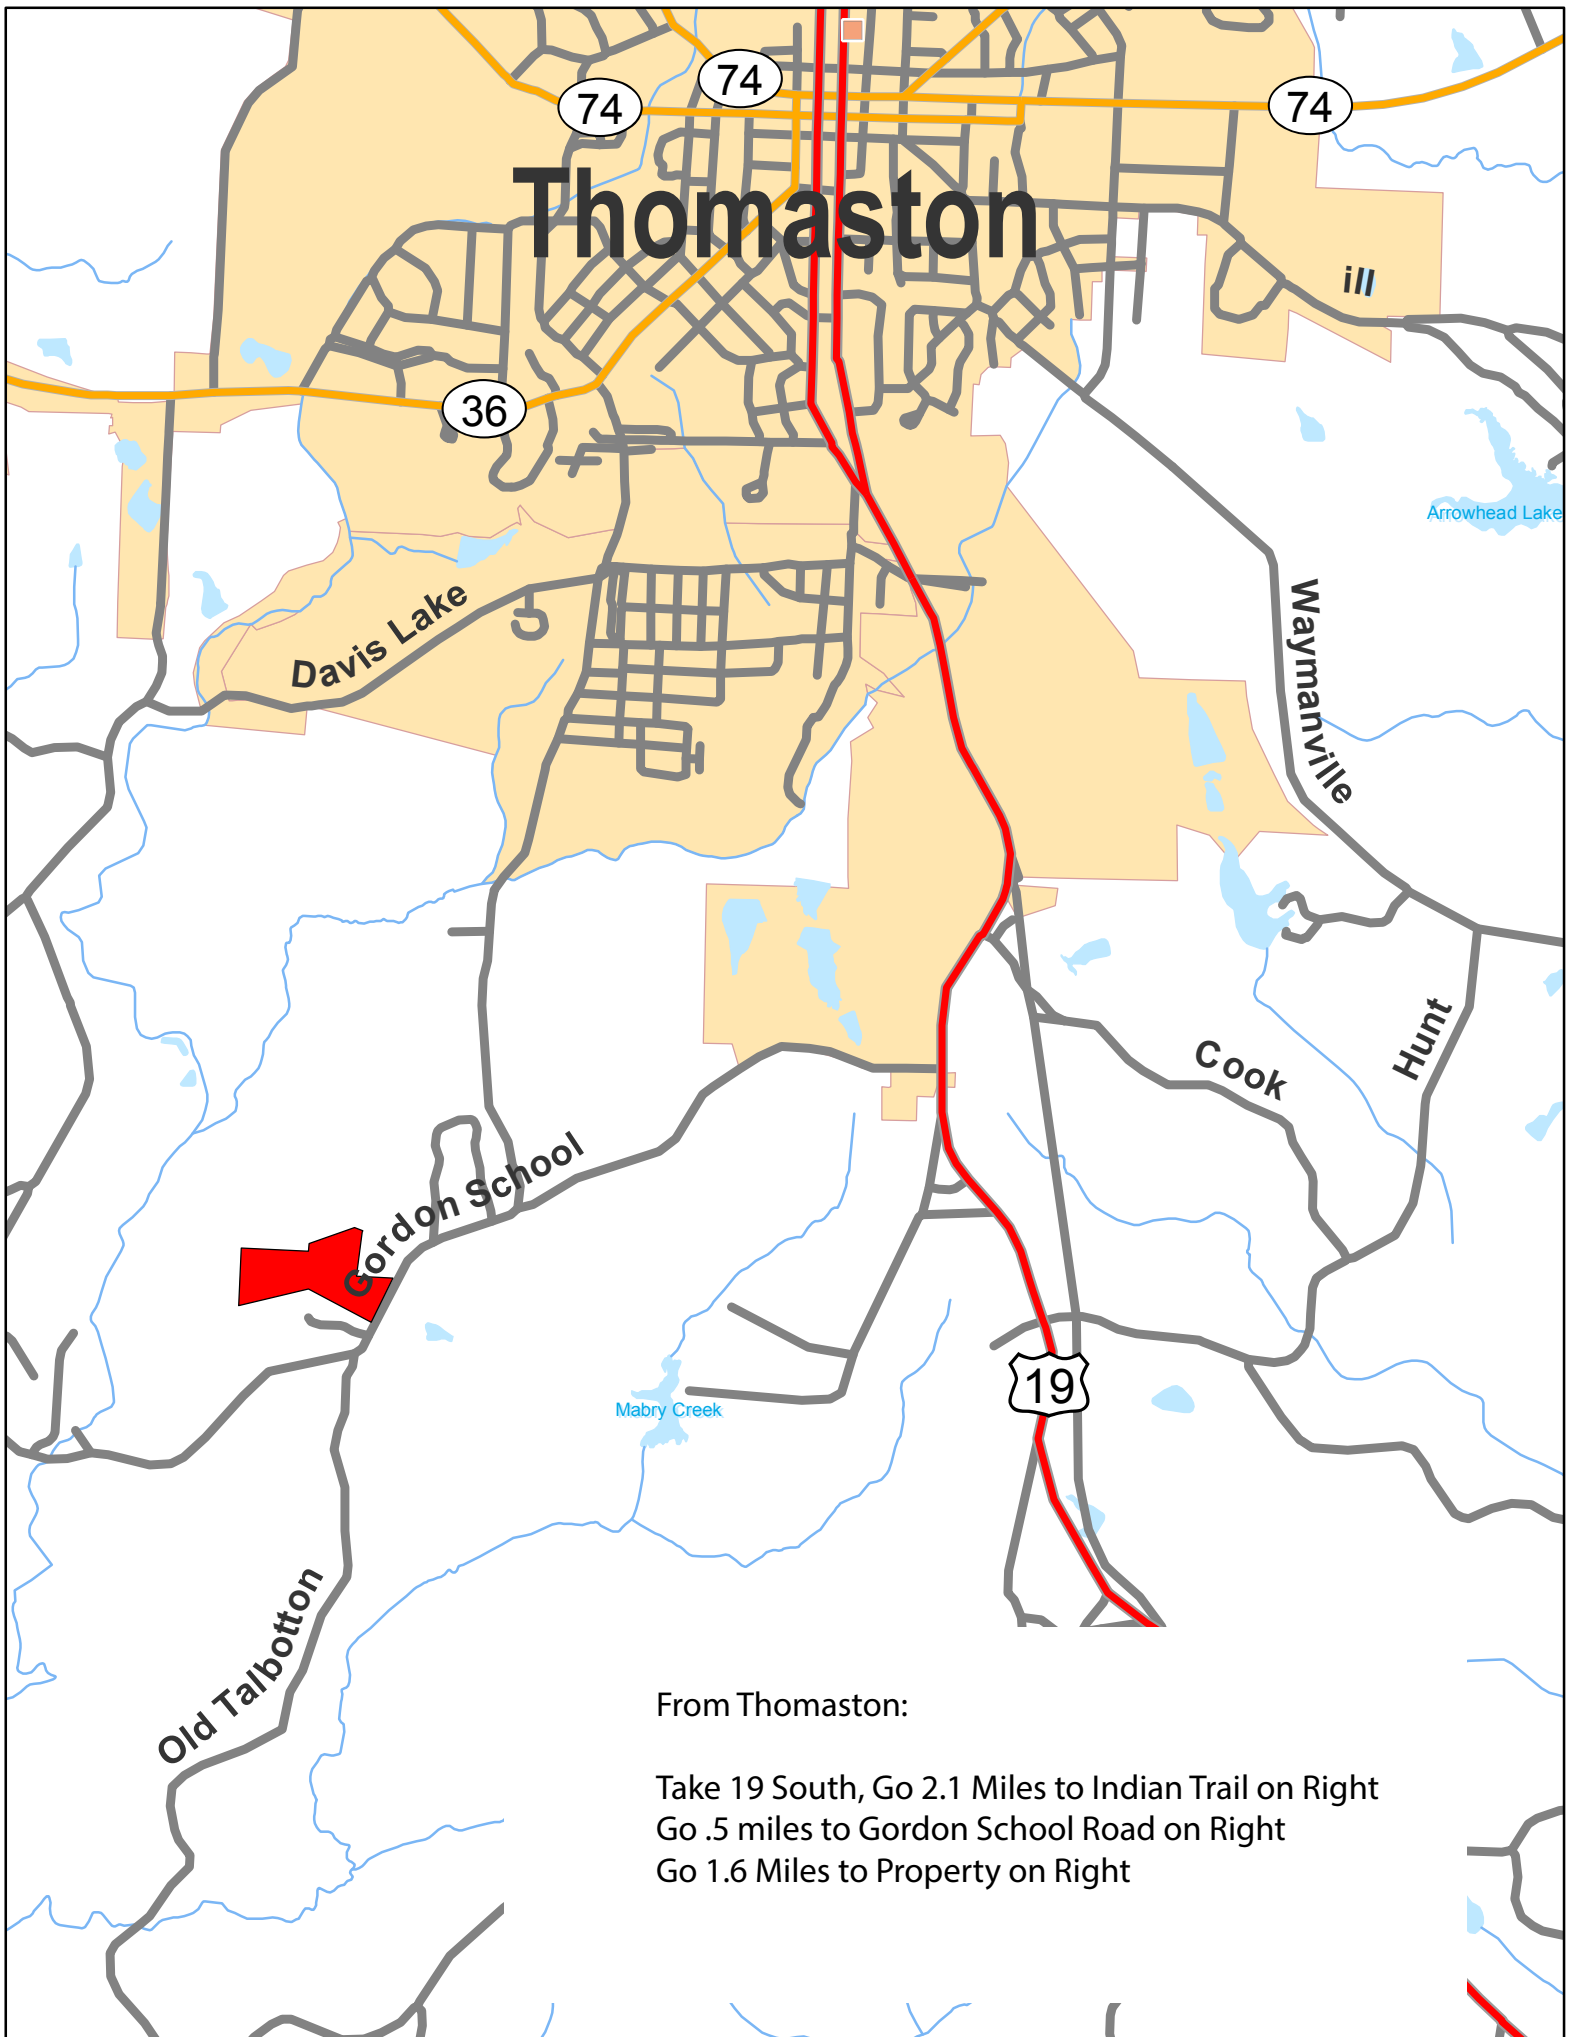 74
74
74
Thomaston
ill
36
Arrowhead Lake
Davis Lake
Waymanville
Hunt
Cook
Gordon School
19
Mabry Creek
Old Talbotton
From Thomaston:
Take 19 South, Go 2.1 Miles to Indian Trail on Right
Go .5 miles to Gordon School Road on Right
Go 1.6 Miles to Property on Right